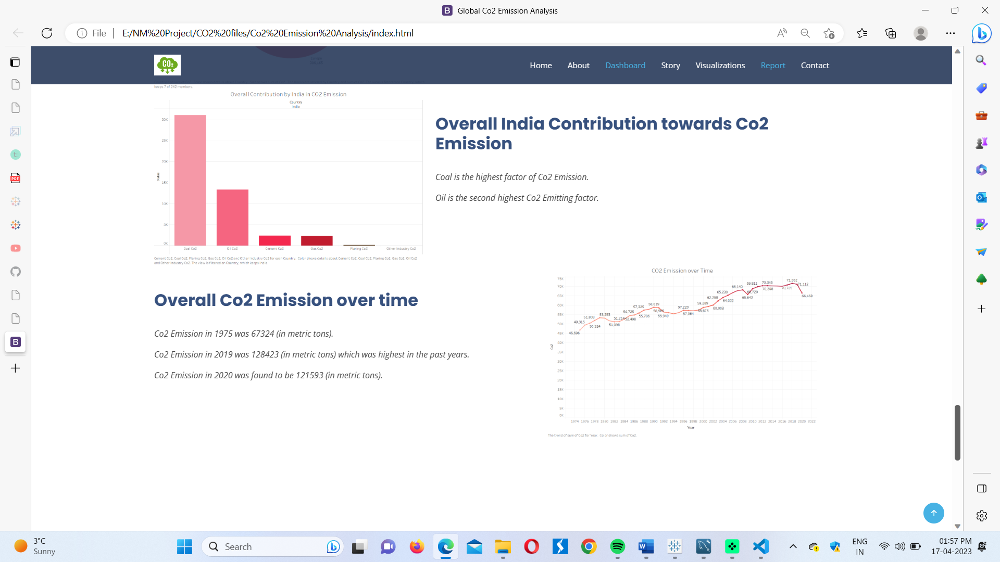 Global Co2 Emission Analysis
File
E:/NM%20Project/CO2%20files/Co2%20Emission%20Analysis/index.html
CO2
Home About Dashboard Story Visualizations Report Contact
keeps 7 of 242 members.
Overall Contribution by India in CO2 Emission
Country
India
30K
25K
20K
15K
10K
5K
0K
Value
Coal Co2 Oil Co2 Cement Co2 Gas Co2 Flaring Co2 Other Industry Co2
Cement Co2, Coal Co2, Flaring Co2, Gas Co2, Oil Co2 and Other Industry Co2 for each Country. Color shows details about Cement Co2, Coal Co2, Flaring Co2, Gas Co2, Oil Co2
and Other Industry Co2. The view is filtered on Country, which keeps India.
Overall India Contribution towards Co2
Emission
Coal is the highest factor of Co2 Emission.
Oil is the second highest Co2 Emitting factor.
Overall Co2 Emission over time
Co2 Emission in 1975 was 67324 (in metric tons).
Co2 Emission in 2019 was 128423 (in metric tons) which was highest in the past years.
Co2 Emission in 2020 was found to be 121593 (in metric tons).
CO2 Emission over Time
75K
70K
65K
60K
55K
50K
45K
40K
35K
30K
25K
20K
15K
10K
5K
0K
Co2
46,696
49,315
51,808
50,324
53,253
51,098
51,214
52,498
54,725
57,325
55,786
58,819
58,565
55,949
57,220
57,064
59,289
58,673
62,258
60,003
65,230
64,022
68,140
65,642
69,811
70,345
70,308
71,552
70,725
71,112
66,468
1974 1976 1978 1980 1982 1984 1986 1988 1990 1992 1994 1996 1998 2000 2002 2004 2006 2008 2010 2012 2014 2016 2018 2020 2022
Year
The trend of sum of Co2 for Year. Color shows sum of Co2.
3°C
Sunny
Search
ENG
IN
01:57 PM
17-04-2023